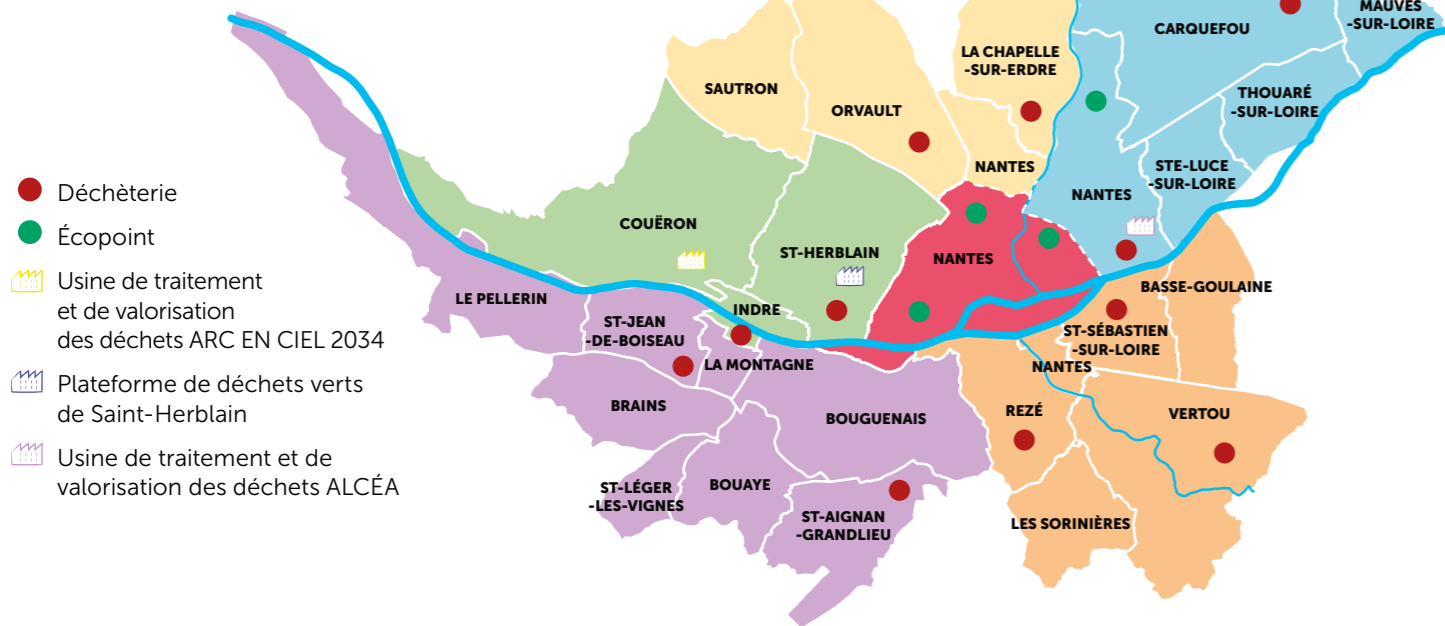 MAUVES
-SUR-LOIRE
CARQUEFOU
LA CHAPELLE
-SUR-ERDRE
SAUTRON
ORVAULT
THOUARÉ
-SUR-LOIRE
NANTES
STE-LUCE
-SUR-LOIRE
NANTES
Déchèterie
Écopoint
Usine de traitement
et de valorisation
des déchets ARC EN CIEL 2034
Plateforme de déchets verts
de Saint-Herblain
Usine de traitement et de
valorisation des déchets ALCÉA
COUËRON
ST-HERBLAIN
NANTES
BASSE-GOULAINE
LE PELLERIN
INDRE
ST-JEAN
-DE-BOISEAU
ST-SÉBASTIEN
-SUR-LOIRE
LA MONTAGNE
NANTES
BRAINS
BOUGUENAIS
REZÉ
VERTOU
ST-LÉGER
-LES-VIGNES
BOUAYE
ST-AIGNAN
-GRANDLIEU
LES SORINIÈRES